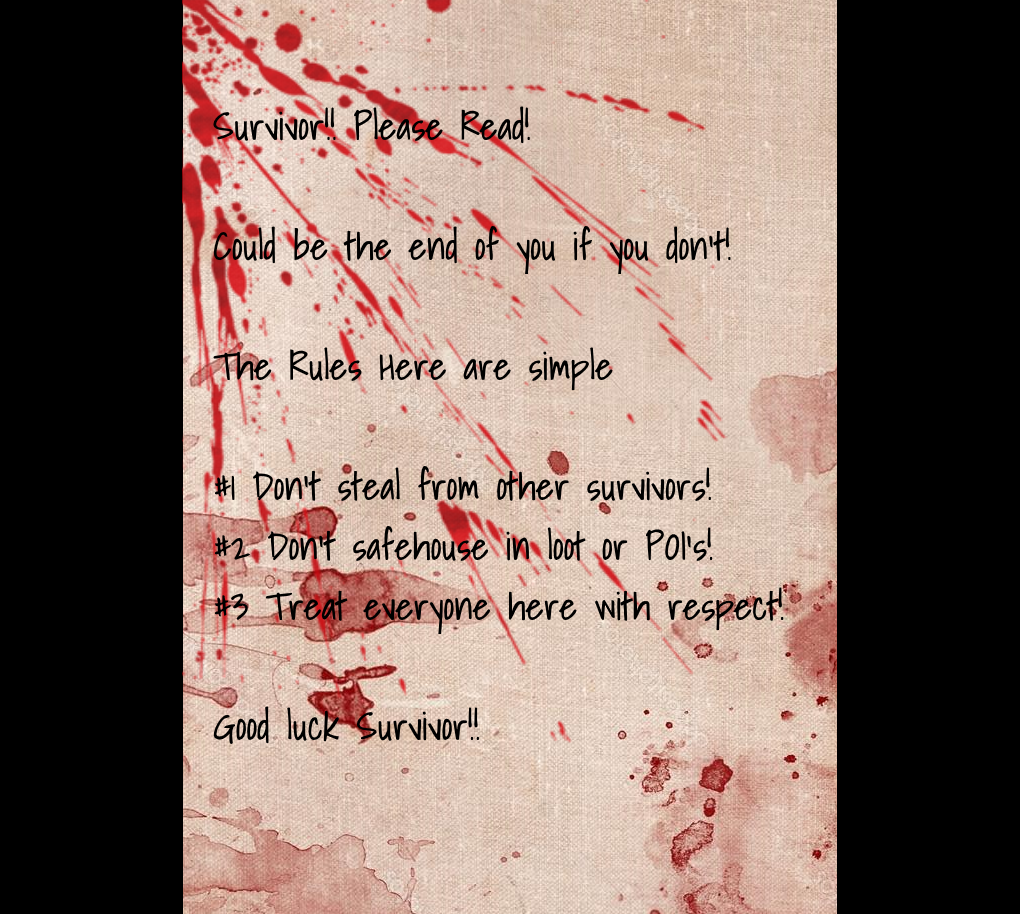 Survivor!! Please Read!
Could be the end of you if you don't!
The Rules Here are simple
#1 Don't steal from other survivors!
#2 Don't safehouse in loot or POI's!
#3 Treat everyone here with respect!
Good luck Survivor!!